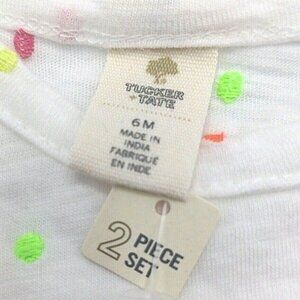 TUCKER
+ TATE
6M
MADE IN
INDIA
FABRIQUÉ
EN INDE
2 PIECE
SET